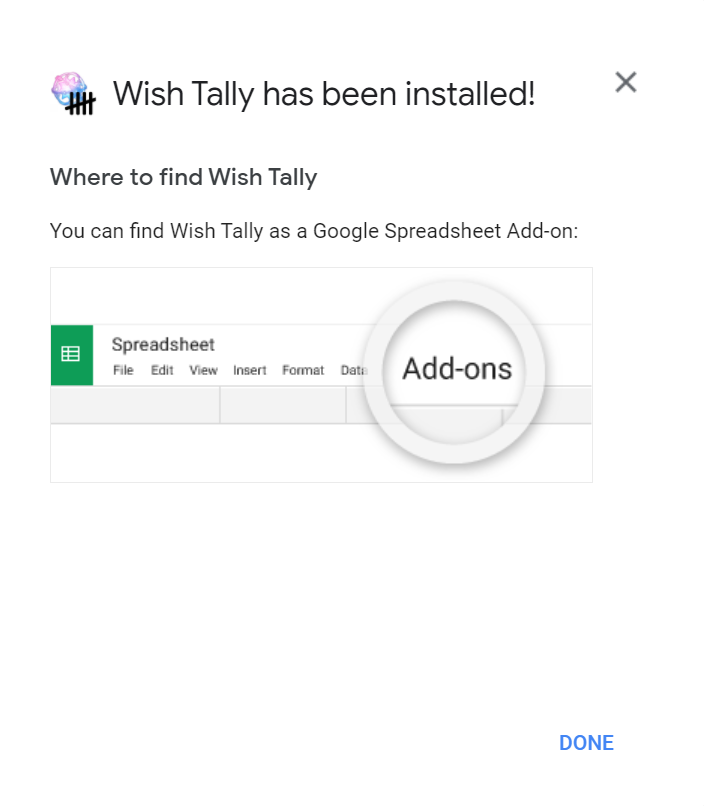 Wish Tally has been installed!
Where to find Wish Tally
You can find Wish Tally as a Google Spreadsheet Add-on:
Spreadsheet
File Edit View Insert Format Data Add-ons
DONE